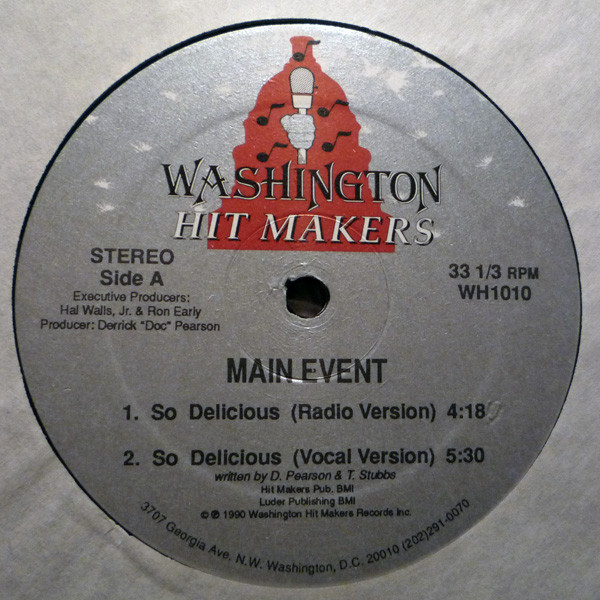 WASHINGTON
HIT MAKERS
STEREO
Side A
Executive Producers:
Hal Walls, Jr. & Ron Early
Producer: Derrick "Doc" Pearson
33 1/3 RPM
WH1010
MAIN EVENT
1. So Delicious (Radio Version) 4:18
2. So Delicious (Vocal Version) 5:30
written by D. Pearson & T. Stubbs
Hit Makers Pub, BMI
Luder Publishing BMI
© ℗ 1990 Washington Hit Makers Records Inc.
3707 Georgia Ave. N.W. Washington, D.C. 20010 (202)291-0070